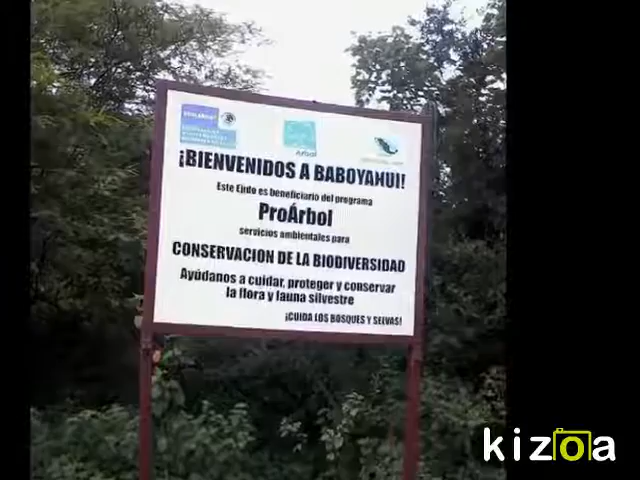 ¡BIENVENIDOS A BABOYAHUI!
Este Ejido es beneficiario del programa
ProÁrbol
servicios ambientales para
CONSERVACION DE LA BIODIVERSIDAD
Ayúdanos a cuidar, proteger y conservar
la flora y fauna silvestre
¡CUIDA LOS BOSQUES Y SELVAS!
kizoa